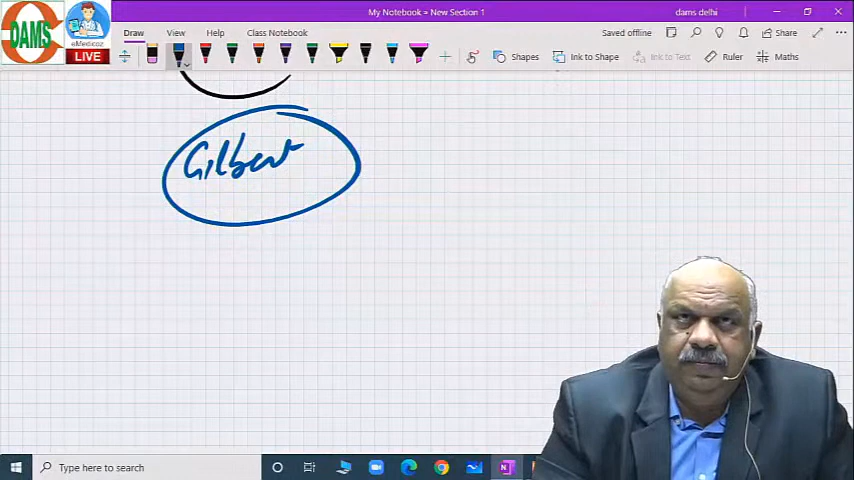 My Notebook = New Section 1
dams delhi
DAMS
eMedicoz
LIVE
Draw
View
Help
Class Notebook
Saved offline
Share
Shapes
Ink to Shape
Ink to Text
Ruler
Maths
Gilbert
Type here to search